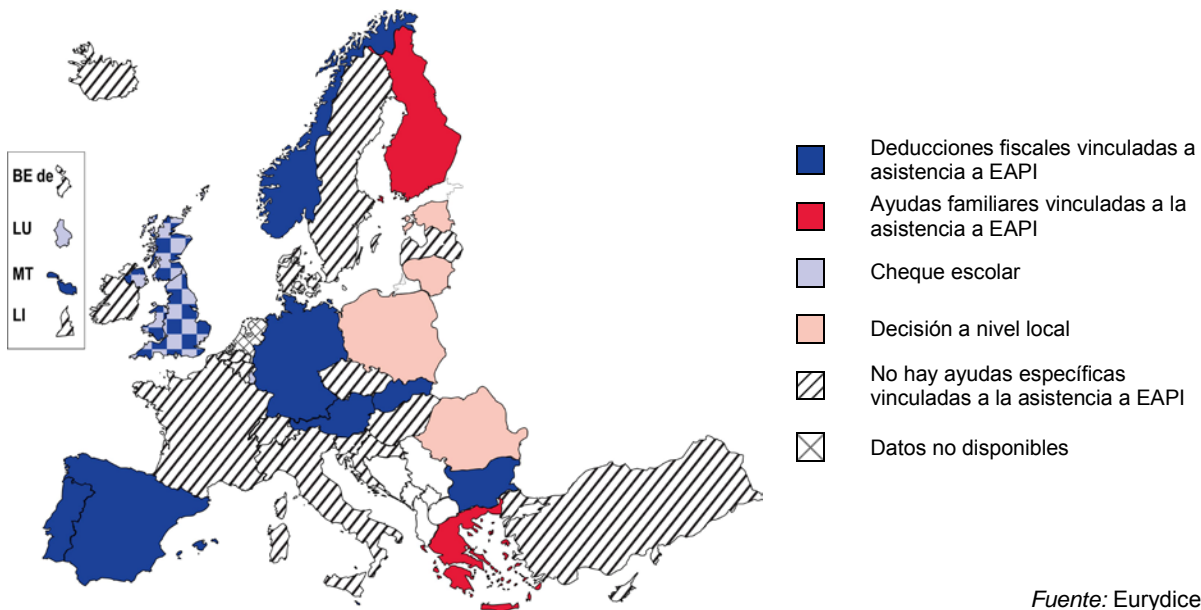 BE de
LU
MT
LI
Deducciones fiscales vinculadas a
asistencia a EAPI
Ayudas familiares vinculadas a la
asistencia a EAPI
Cheque escolar
Decisión a nivel local
No hay ayudas específicas
vinculadas a la asistencia a EAPI
Datos no disponibles
Fuente: Eurydice